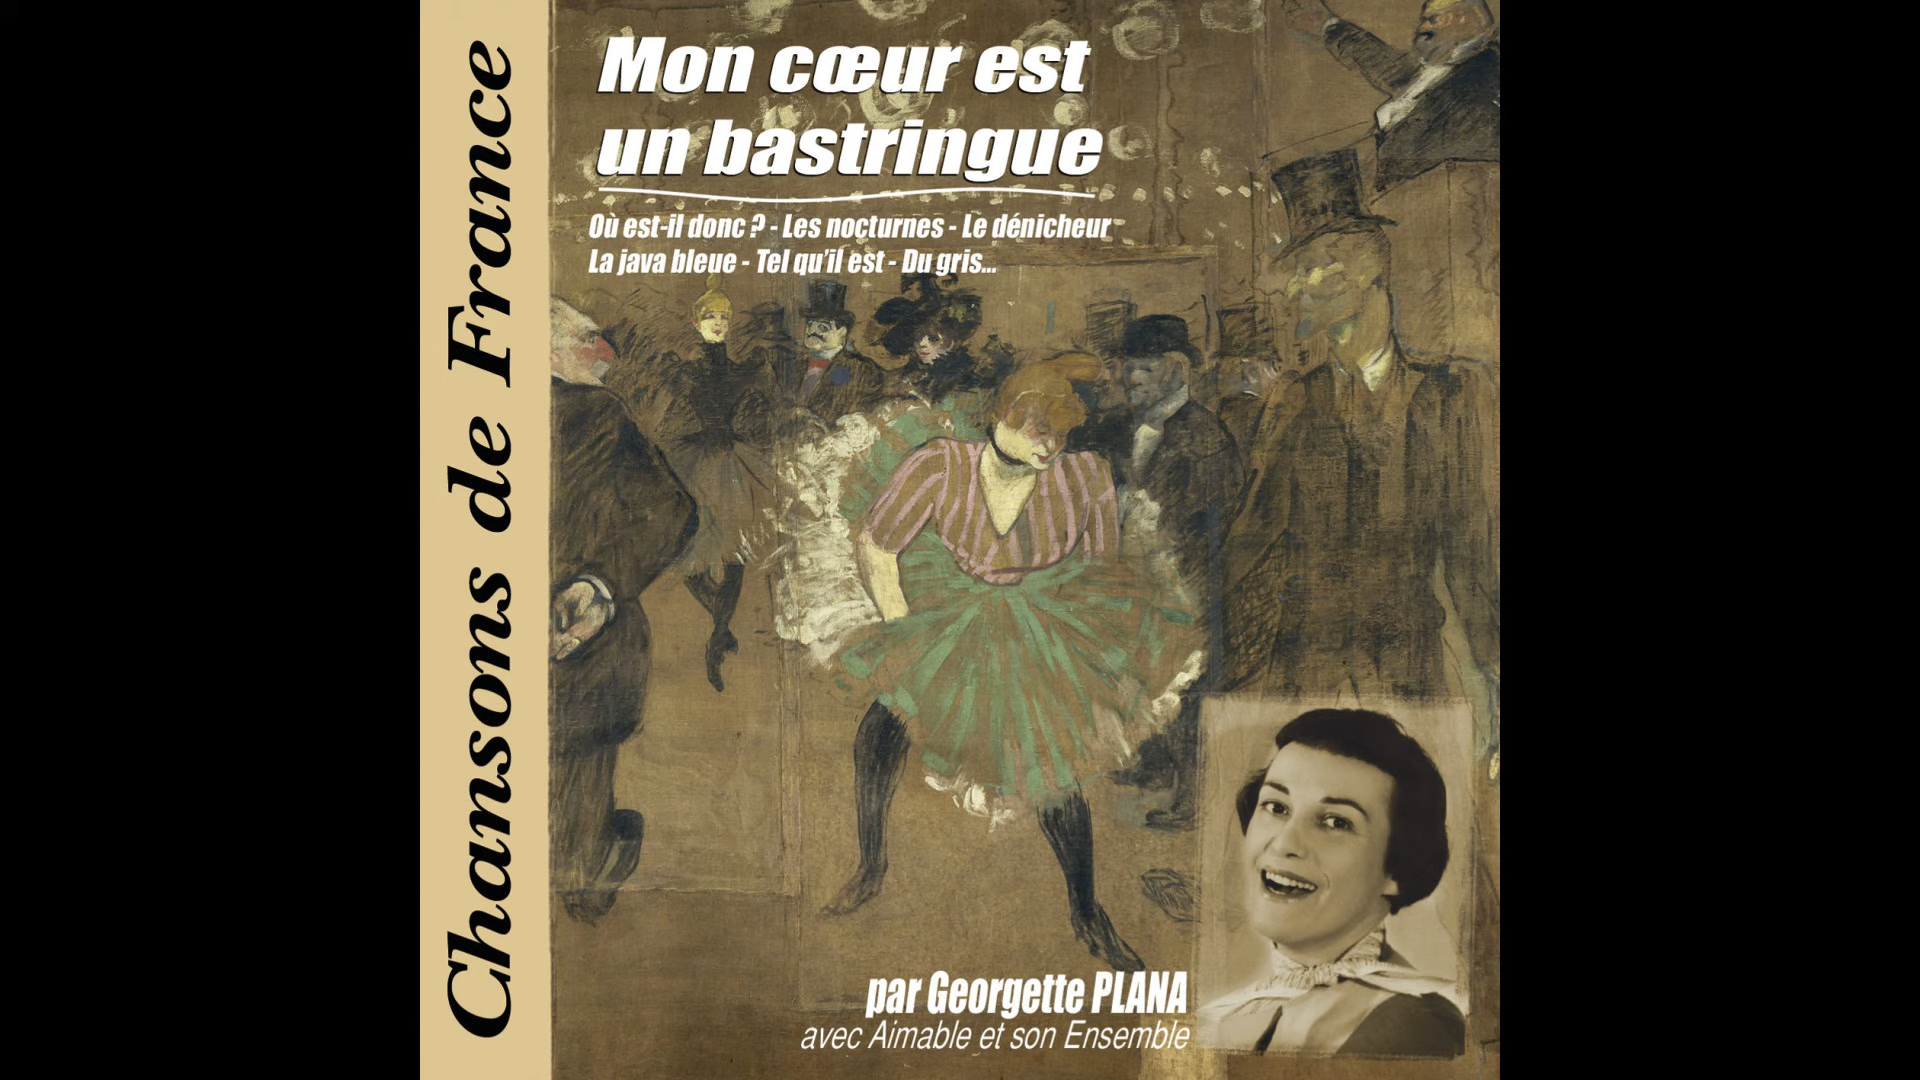 Chansons de France
Mon cœur est
un bastringue
Où est-il donc ? - Les nocturnes - Le dénicheur
La java bleue - Tel qu'il est - Du gris...
par Georgette PLANA
avec Aimable et son Ensemble